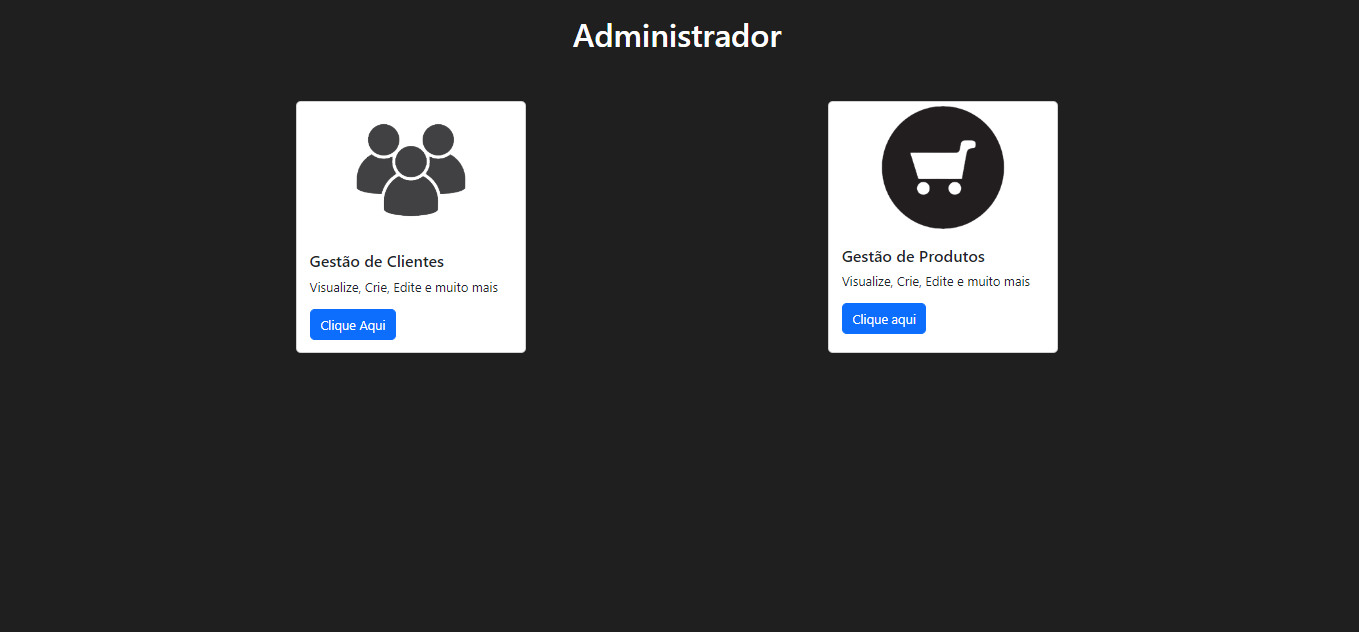 Administrador
Gestão de Clientes
Visualize, Crie, Edite e muito mais
Clique Aqui
Gestão de Produtos
Visualize, Crie, Edite e muito mais
Clique aqui